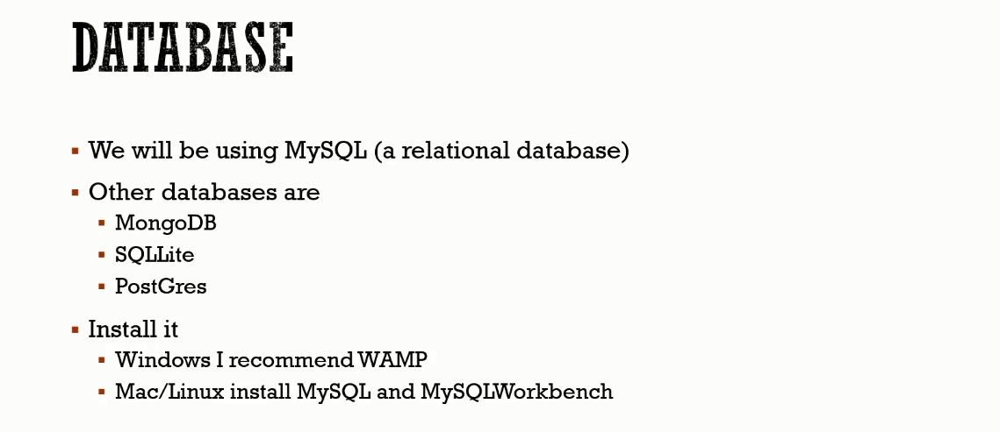 DATABASE
We will be using MySQL (a relational database)
Other databases are
MongoDB
SQLLite
PostGres
Install it
Windows I recommend WAMP
Mac/Linux install MySQL and MySQLWorkbench